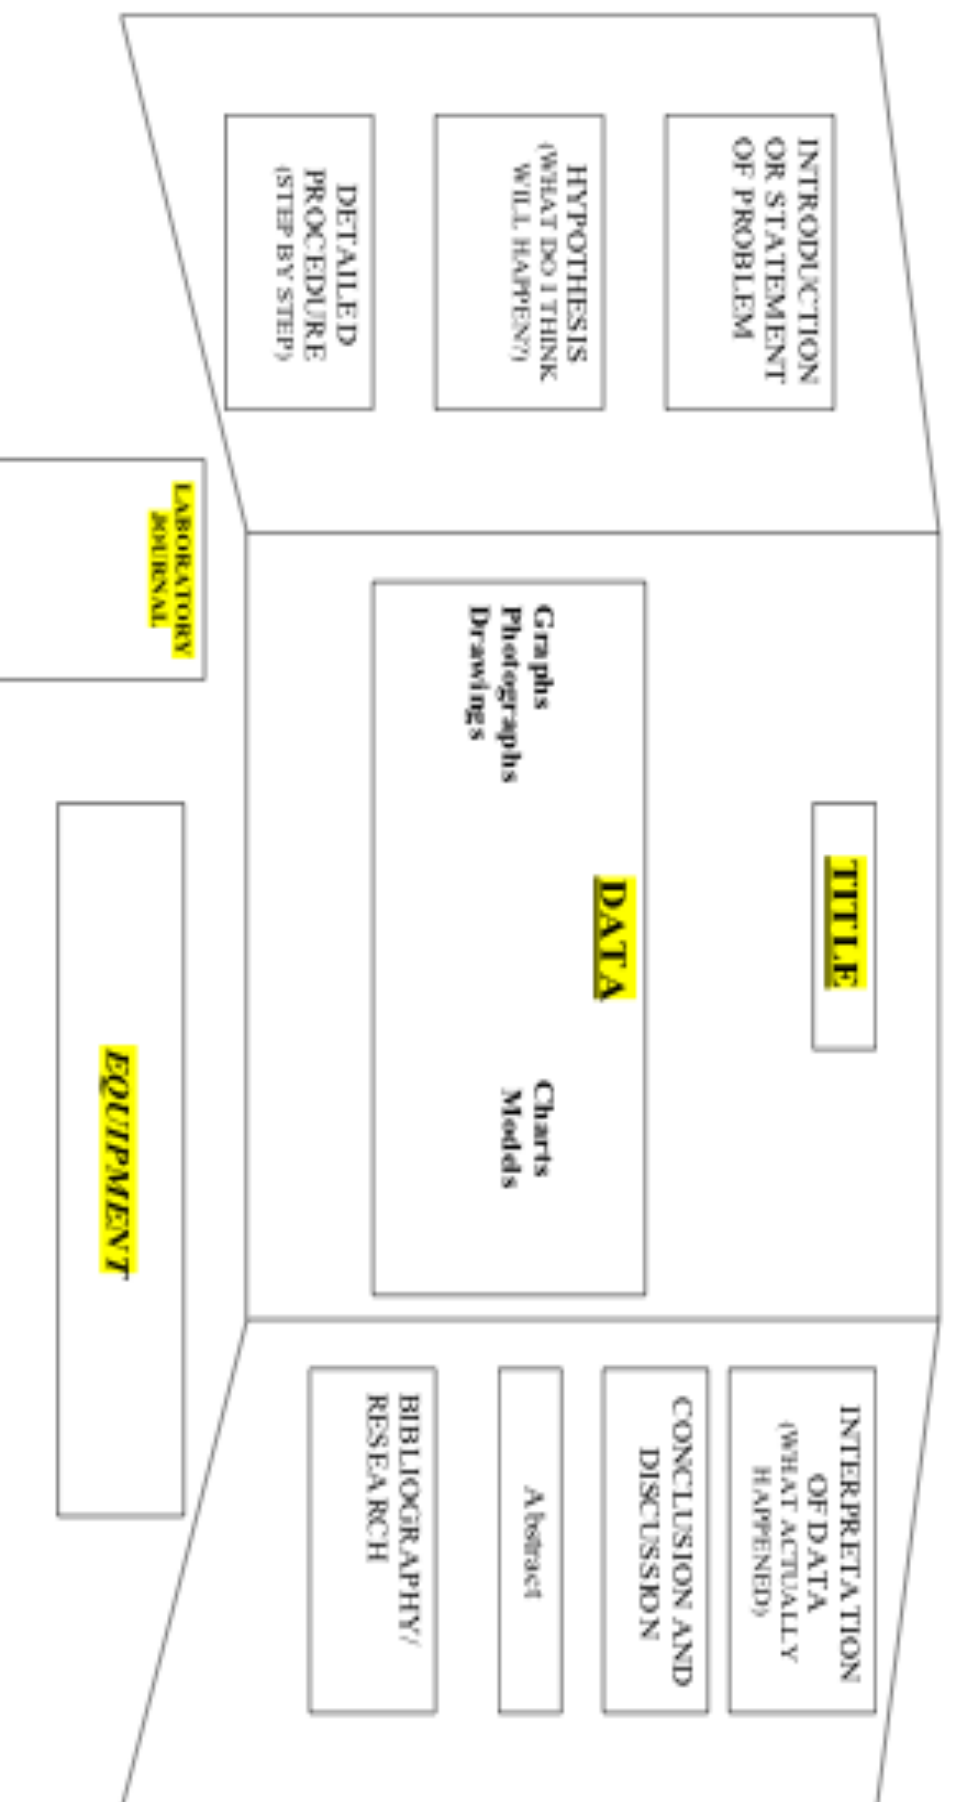 INTRODUCTION
OR STATEMENT
OF PROBLEM
HYPOTHESIS
(WHAT DO I THINK
WILL HAPPEN?)
DETAILED
PROCEDURE
(STEP BY STEP)
TITLE
DATA
Graphs
Photographs
Drawings
Charts
Models
INTERPRETATION
OF DATA
(WHAT ACTUALLY
HAPPENED)
CONCLUSION AND
DISCUSSION
Abstract
BIBLIOGRAPHY/
RESEARCH
LABORATORY
JOURNAL
EQUIPMENT